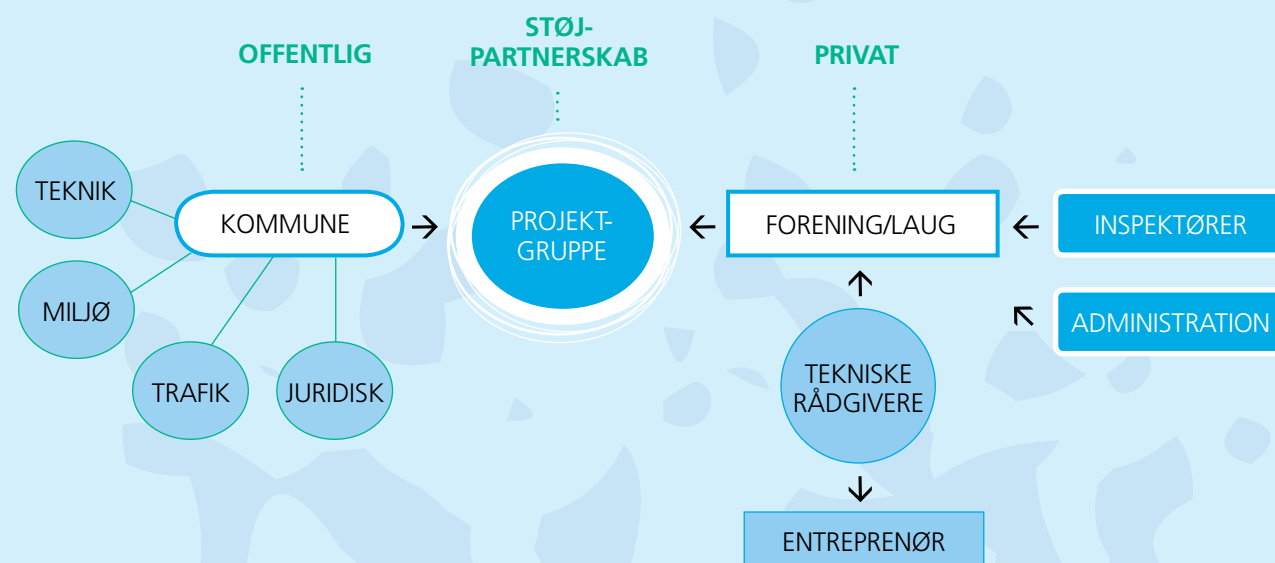 OFFENTLIG
STØJ-
PARTNERSKAB
PRIVAT
TEKNIK
KOMMUNE
PROJEKT-
GRUPPE
FORENING/LAUG
INSPEKTØRER
MILJØ
ADMINISTRATION
TRAFIK
JURIDISK
TEKNISKE
RÅDGIVERE
ENTREPRENØR